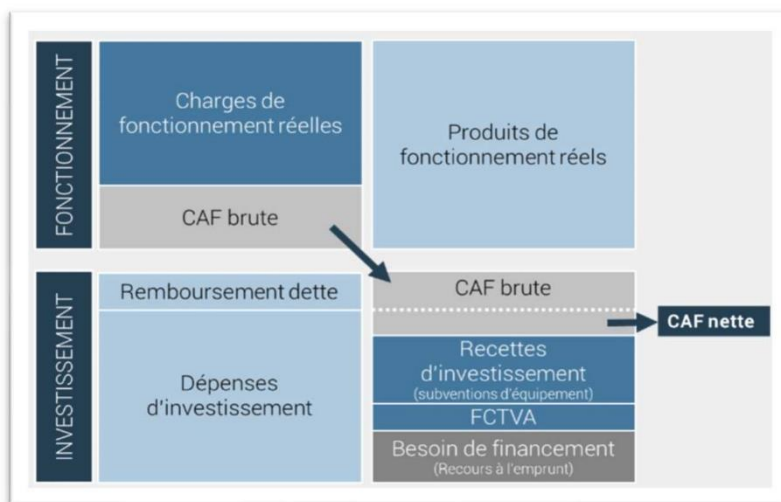 FONCTIONNEMENT
Charges de
fonctionnement réelles
CAF brute
Produits de
fonctionnement réels
INVESTISSEMENT
Remboursement dette
Dépenses
d'investissement
CAF brute
CAF nette
Recettes
d'investissement
(subventions d'équipement)
FCTVA
Besoin de financement
(Recours à l'emprunt)